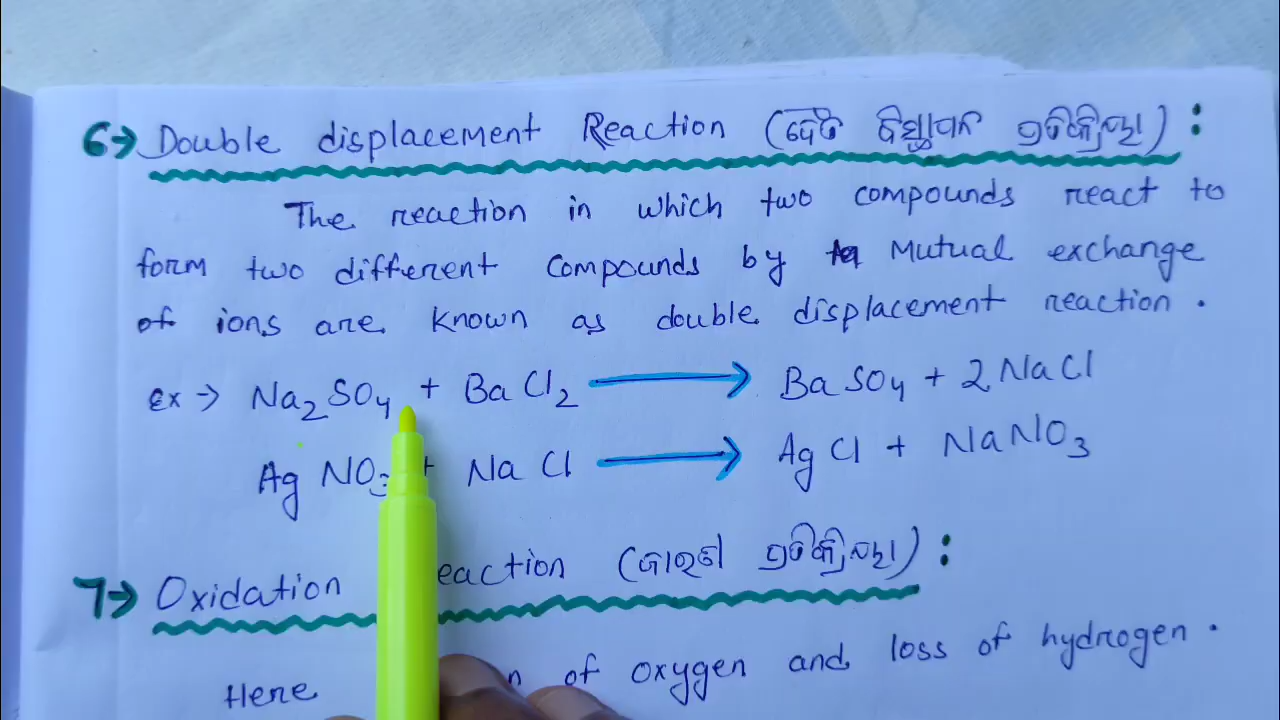 6→ Double displacement Reaction (ଦୈତ ବିସ୍ଥାପନ ପ୍ରତିକ୍ରିୟା) :
The reaction in which two compounds react to
form two different compounds by Mutual exchange
of ions are known as double displacement reaction.
Ex → Na₂SO₄ + BaCl₂ ⟶ BaSO₄ + 2NaCl
AgNO₃ + NaCl ⟶ AgCl + NaNO₃
7→ Oxidation eaction (ଜାରଣ ପ୍ରତିକ୍ରିୟା) :
Here of oxygen and loss of hydrogen.